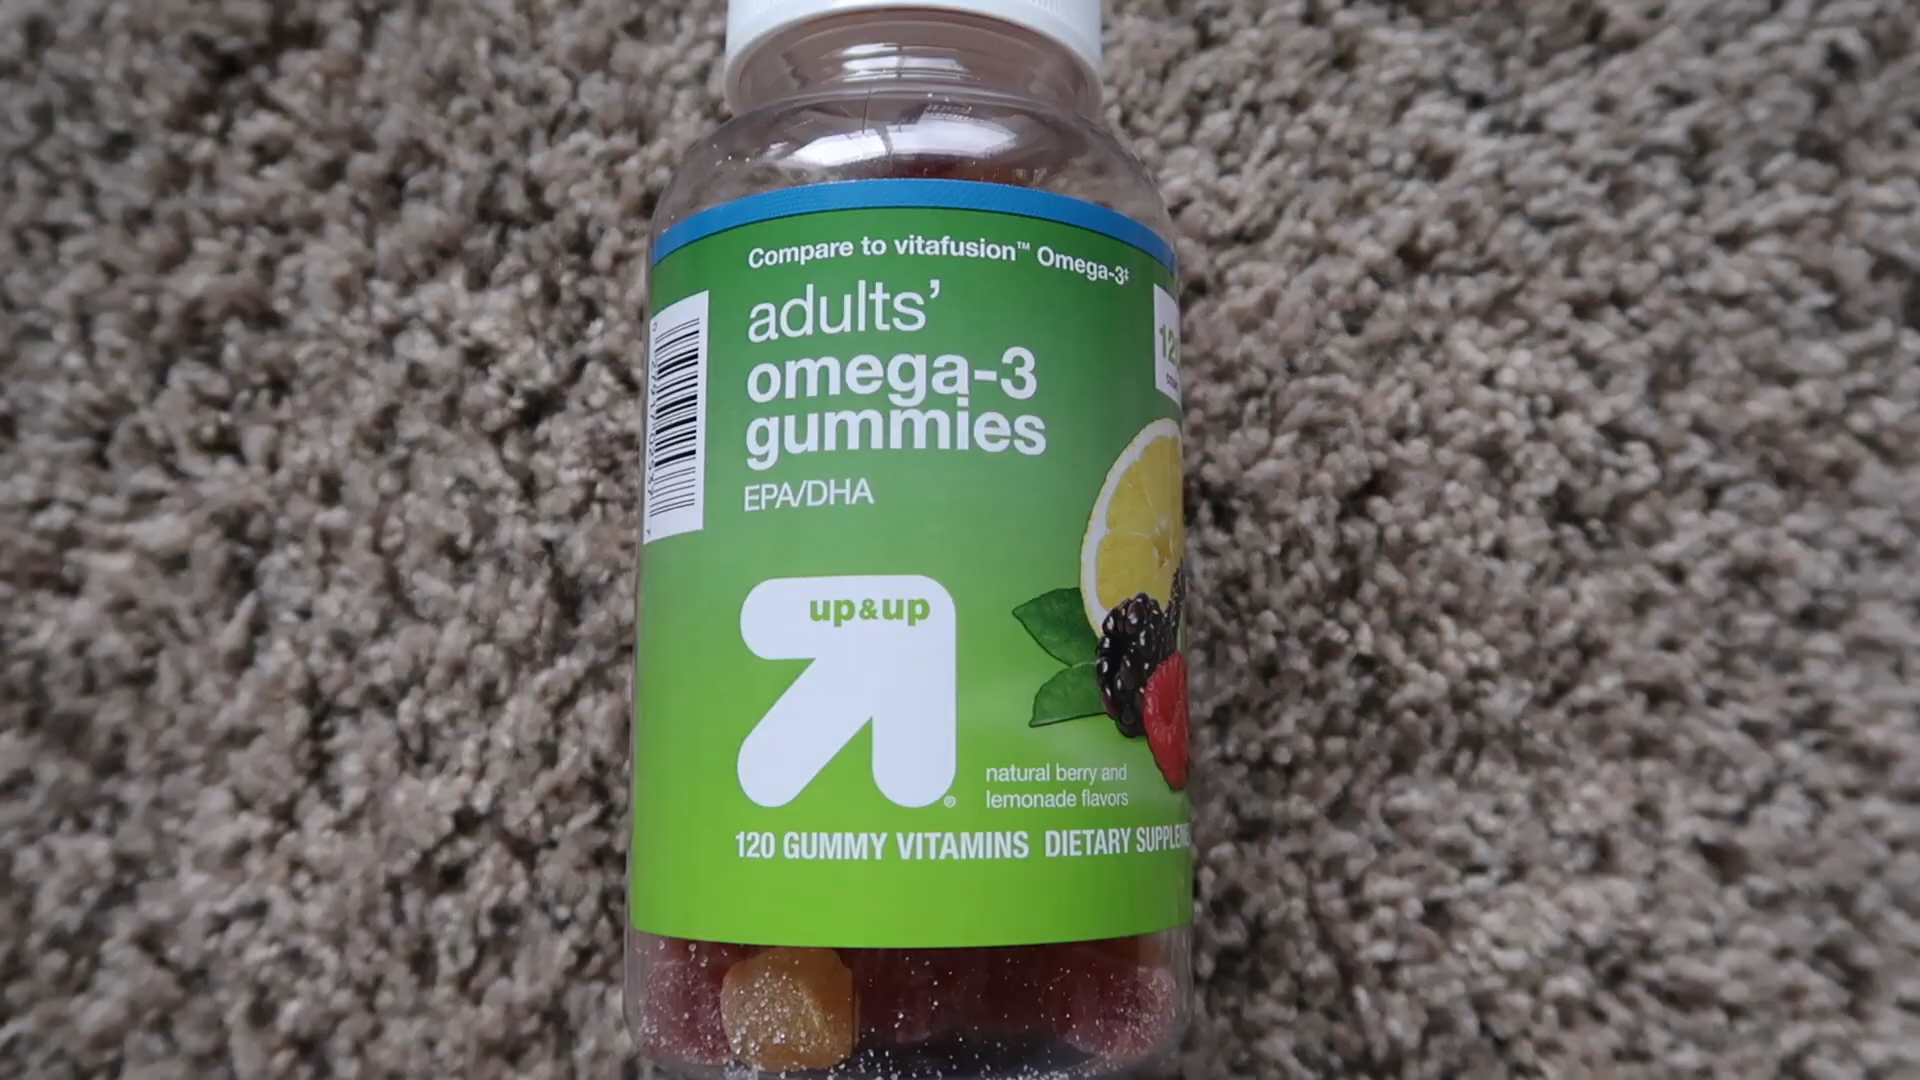 Compare to vitafusion™ Omega-3‡
adults’
omega-3
gummies
EPA/DHA
up&up
®
natural berry and
lemonade flavors
120 GUMMY VITAMINS DIETARY